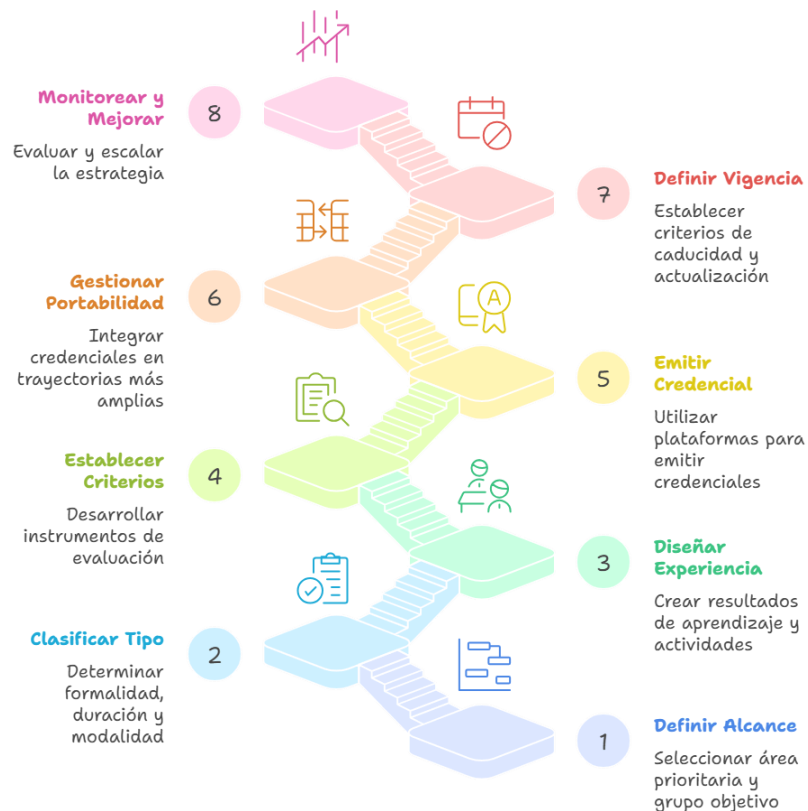 Monitorear y
Mejorar
8
Evaluar y escalar
la estrategia
7
Definir Vigencia
Establecer
criterios de
caducidad y
actualización
Gestionar
Portabilidad
6
Integrar
credenciales en
trayectorias más
amplias
A
5
Emitir
Credencial
Utilizar
plataformas para
emitir
credenciales
Establecer
Criterios
4
Desarrollar
instrumentos de
evaluación
3
Diseñar
Experiencia
Crear resultados
de aprendizaje y
actividades
Clasificar Tipo
2
Determinar
formalidad,
duración y
modalidad
1
Definir Alcance
Seleccionar área
prioritaria y
grupo objetivo